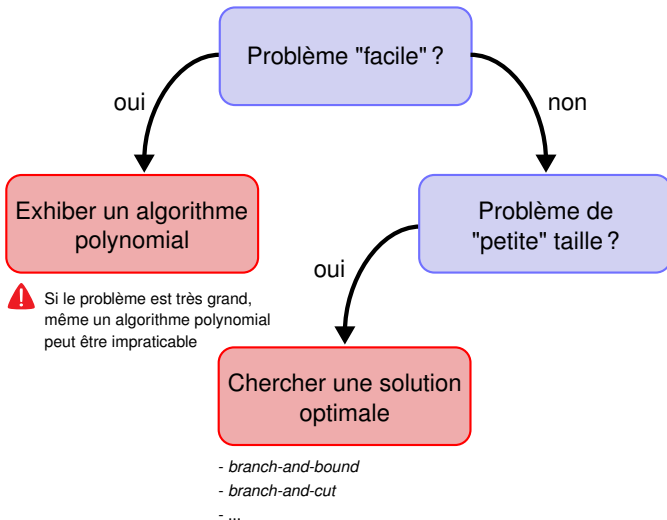 Problème "facile" ?
oui
non
Exhiber un algorithme
polynomial
Problème de
"petite" taille ?
oui
Si le problème est très grand,
même un algorithme polynomial
peut être impraticable
Chercher une solution
optimale
- branch-and-bound
- branch-and-cut
- ...